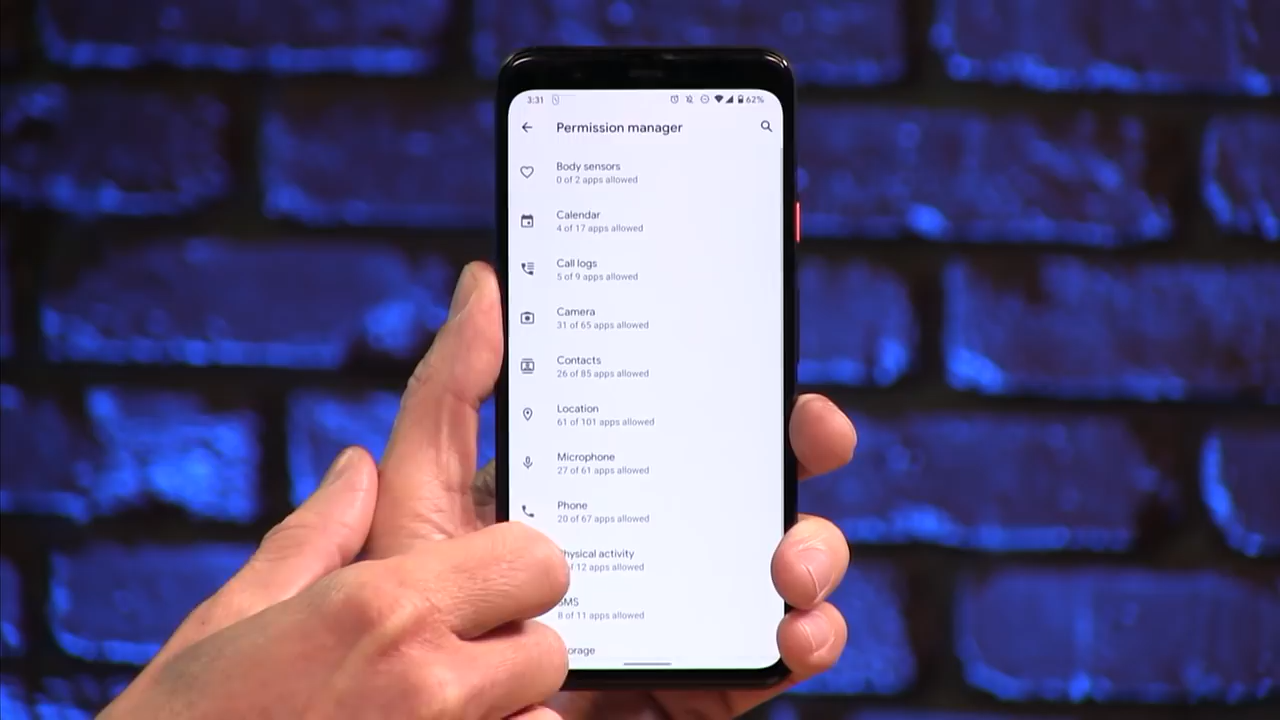 3:31 62%
Permission manager
Body sensors
0 of 2 apps allowed
Calendar
4 of 17 apps allowed
Call logs
5 of 9 apps allowed
Camera
31 of 65 apps allowed
Contacts
26 of 85 apps allowed
Location
61 of 101 apps allowed
Microphone
27 of 61 apps allowed
Phone
20 of 67 apps allowed
hysical activity
of 12 apps allowed
SMS
8 of 11 apps allowed
orage